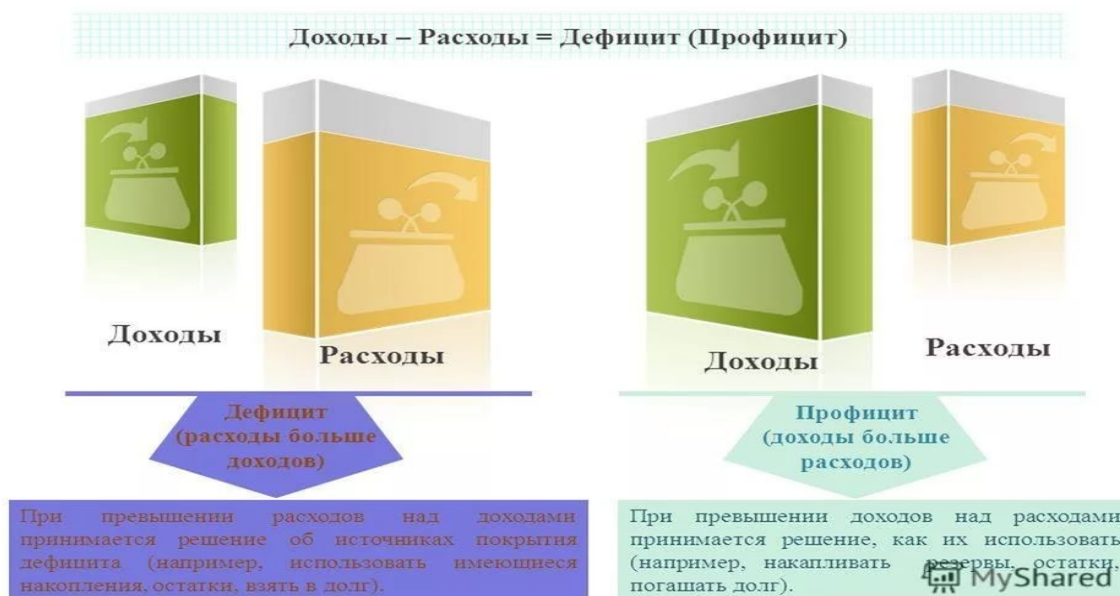 Доходы – Расходы = Дефицит (Профицит)
Доходы
Расходы
Доходы
Расходы
Дефицит
(расходы больше
доходов)
Профицит
(доходы больше
расходов)
При превышении расходов над доходами
принимается решение об источниках покрытия
дефицита (например, использовать имеющиеся
накопления, остатки, взять в долг).
При превышении доходов над расходами
принимается решение, как их использовать
(например, накапливать резервы, остатки,
погашать долг).
MyShared